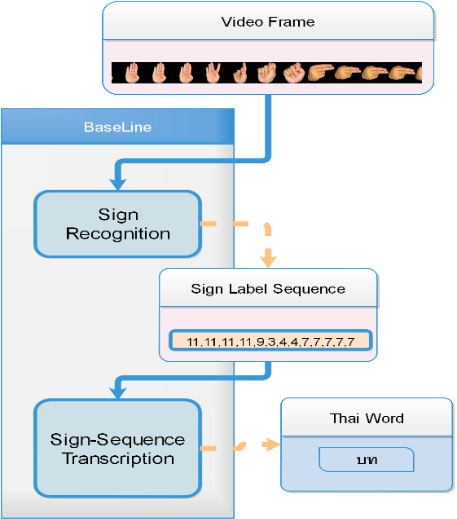 Video Frame
BaseLine
Sign
Recognition
Sign Label Sequence
11,11,11,11,9,3,4,4,7,7,7,7,7
Sign-Sequence
Transcription
Thai Word
บท